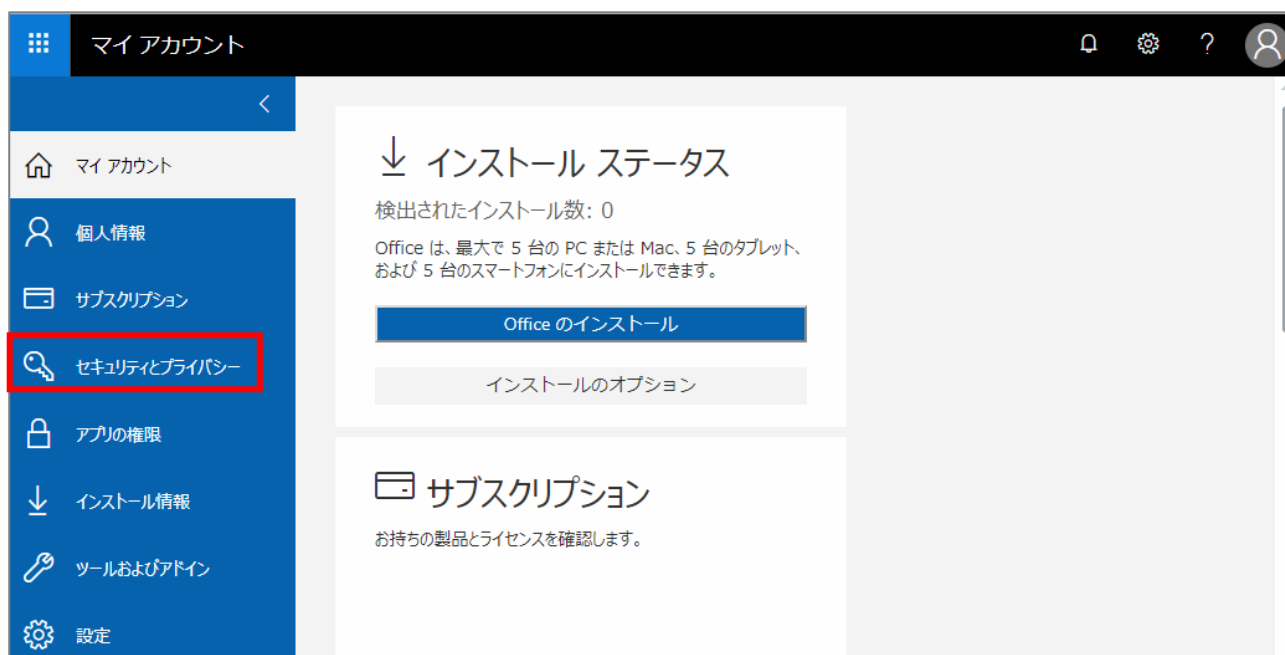 マイ アカウント
マイ アカウント
個人情報
サブスクリプション
セキュリティとプライバシー
アプリの権限
インストール情報
ツールおよびアドイン
設定
インストール ステータス
検出されたインストール数: 0
Office は、最大で 5 台の PC または Mac、5 台のタブレット、
および 5 台のスマートフォンにインストールできます。
Office のインストール
インストールのオプション
サブスクリプション
お持ちの製品とライセンスを確認します。